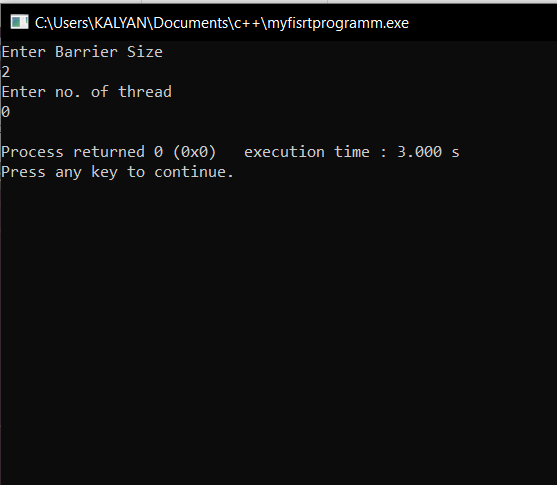 C:\Users\KALYAN\Documents\c++\myfisrtprogramm.exe
Enter Barrier Size
2
Enter no. of thread
0
Process returned 0 (0x0)   execution time : 3.000 s
Press any key to continue.